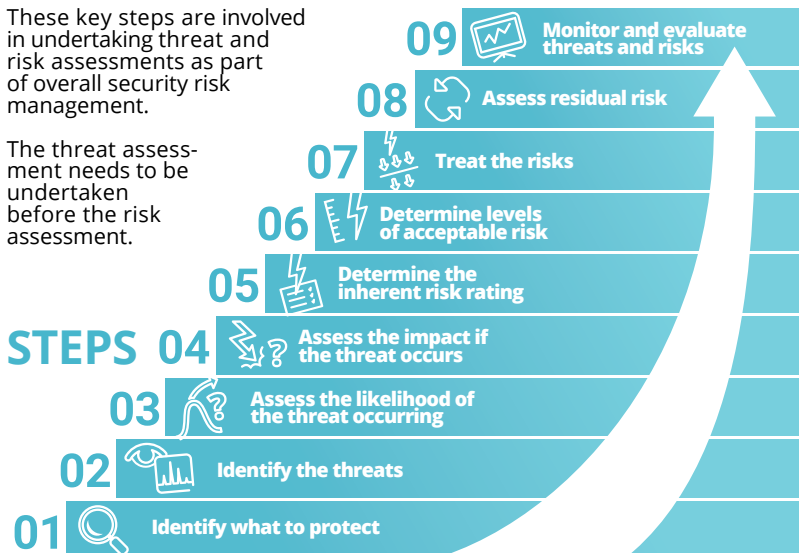 These key steps are involved
in undertaking threat and
risk assessments as part
of overall security risk
management.
The threat assess-
ment needs to be
undertaken
before the risk
assessment.
09 Monitor and evaluate
threats and risks
08 Assess residual risk
07 Treat the risks
06 Determine levels
of acceptable risk
05 Determine the
inherent risk rating
STEPS 04 Assess the impact if
the threat occurs
03 Assess the likelihood of
the threat occurring
02 Identify the threats
01 Identify what to protect